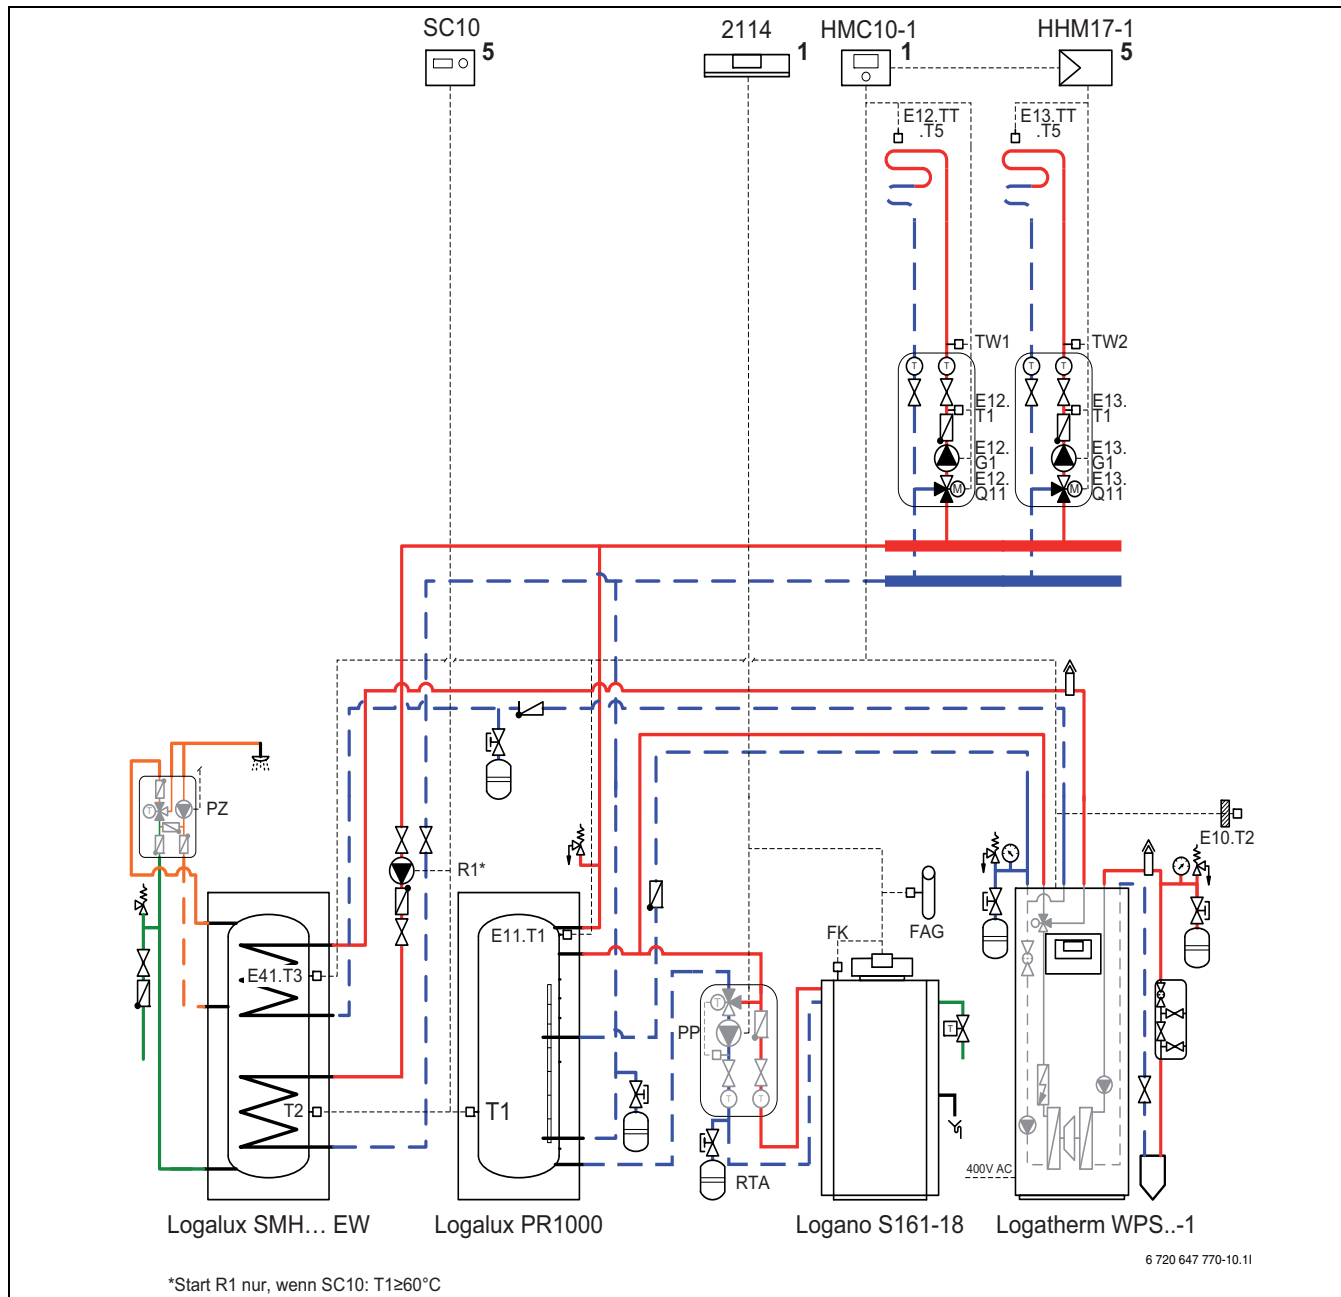 SC10
5
2114
1
HMC10-1
1
HHM17-1
5
E12.TT
.T5
E13.TT
.T5
TW1
TW2
T
T
T
T
E12.
T1
E13.
T1
E12.
G1
E13.
G1
E12.
Q11
M
E13.
Q11
M
PZ
T
R1*
E10.T2
E11.T1
E41.T3
FK
FAG
T
PP
T
T2
T1
T
T
RTA
400V AC
Logalux SMH... EW
Logalux PR1000
Logano S161-18
Logatherm WPS..-1
6 720 647 770-10.1I
*Start R1 nur, wenn SC10: T1≥60°C